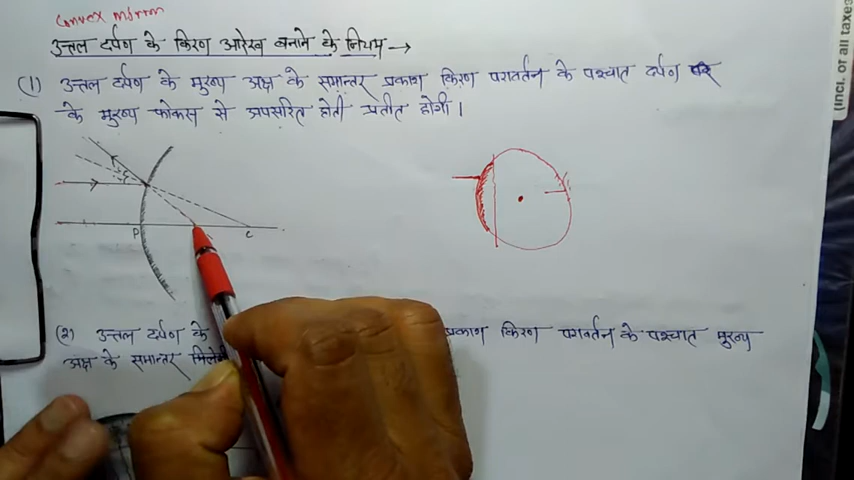 Convex mirror
उत्तल दर्पण के किरण आरेख बनाने के नियम →
(1) उत्तल दर्पण के मुख्य अक्ष के समान्तर प्रकाश किरण परावर्तन के पश्चात दर्पण
के मुख्य फोकस से अपसरित होती प्रतीत होगी।
P C
(2) उत्तल दर्पण के प्रकाश किरण परावर्तन के पश्चात मुख्य
अक्ष के समान्तर
(incl. or all taxes